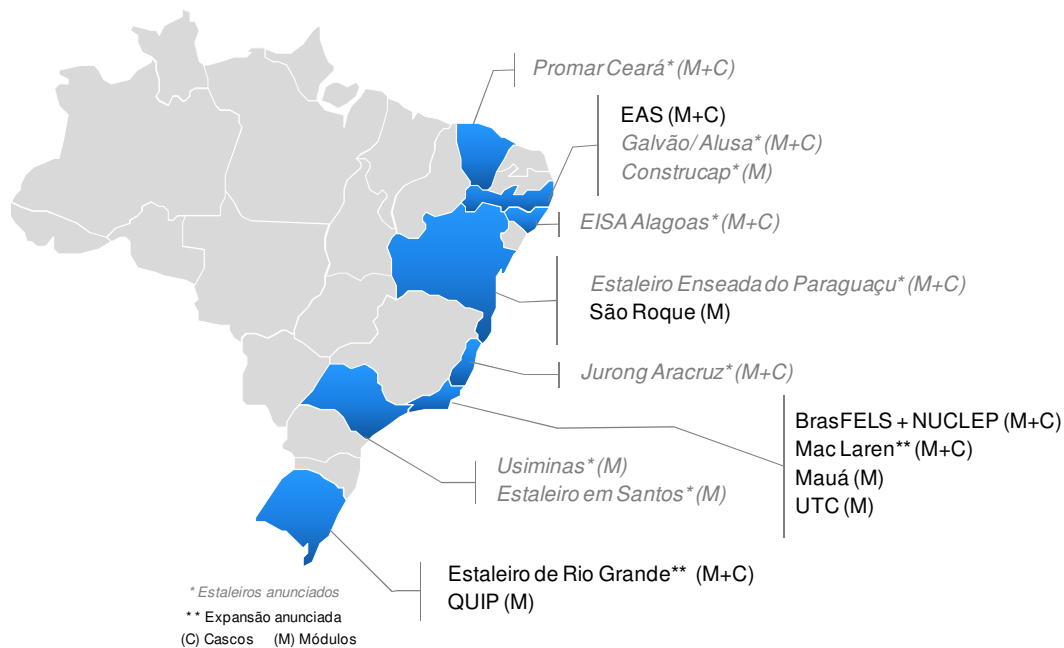 Promar Ceará* (M+C)
EAS (M+C)
Galvão/ Alusa* (M+C)
Construcap* (M)
EISA Alagoas* (M+C)
Estaleiro Enseada do Paraguaçu* (M+C)
São Roque (M)
Jurong Aracruz* (M+C)
BrasFELS + NUCLEP (M+C)
Mac Laren** (M+C)
Mauá (M)
UTC (M)
Usiminas* (M)
Estaleiro em Santos* (M)
Estaleiro de Rio Grande** (M+C)
QUIP (M)
* Estaleiros anunciados
** Expansão anunciada
(C) Cascos (M) Módulos